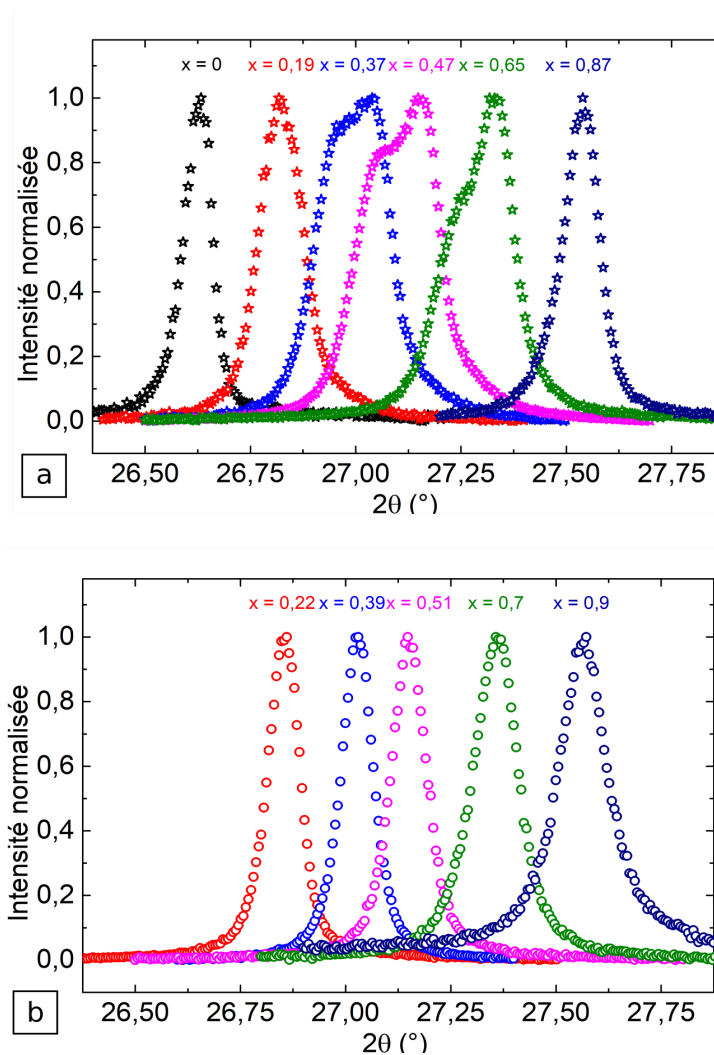 x = 0 x = 0,19 x = 0,37 x = 0,47 x = 0,65 x = 0,87
1,0
0,8
0,6
0,4
0,2
0,0
Intensité normalisée
26,50 26,75 27,00 27,25 27,50 27,75
2θ (°)
a
x = 0,22 x = 0,39 x = 0,51 x = 0,7 x = 0,9
1,0
0,8
0,6
0,4
0,2
0,0
Intensité normalisée
26,50 26,75 27,00 27,25 27,50 27,75
2θ (°)
b